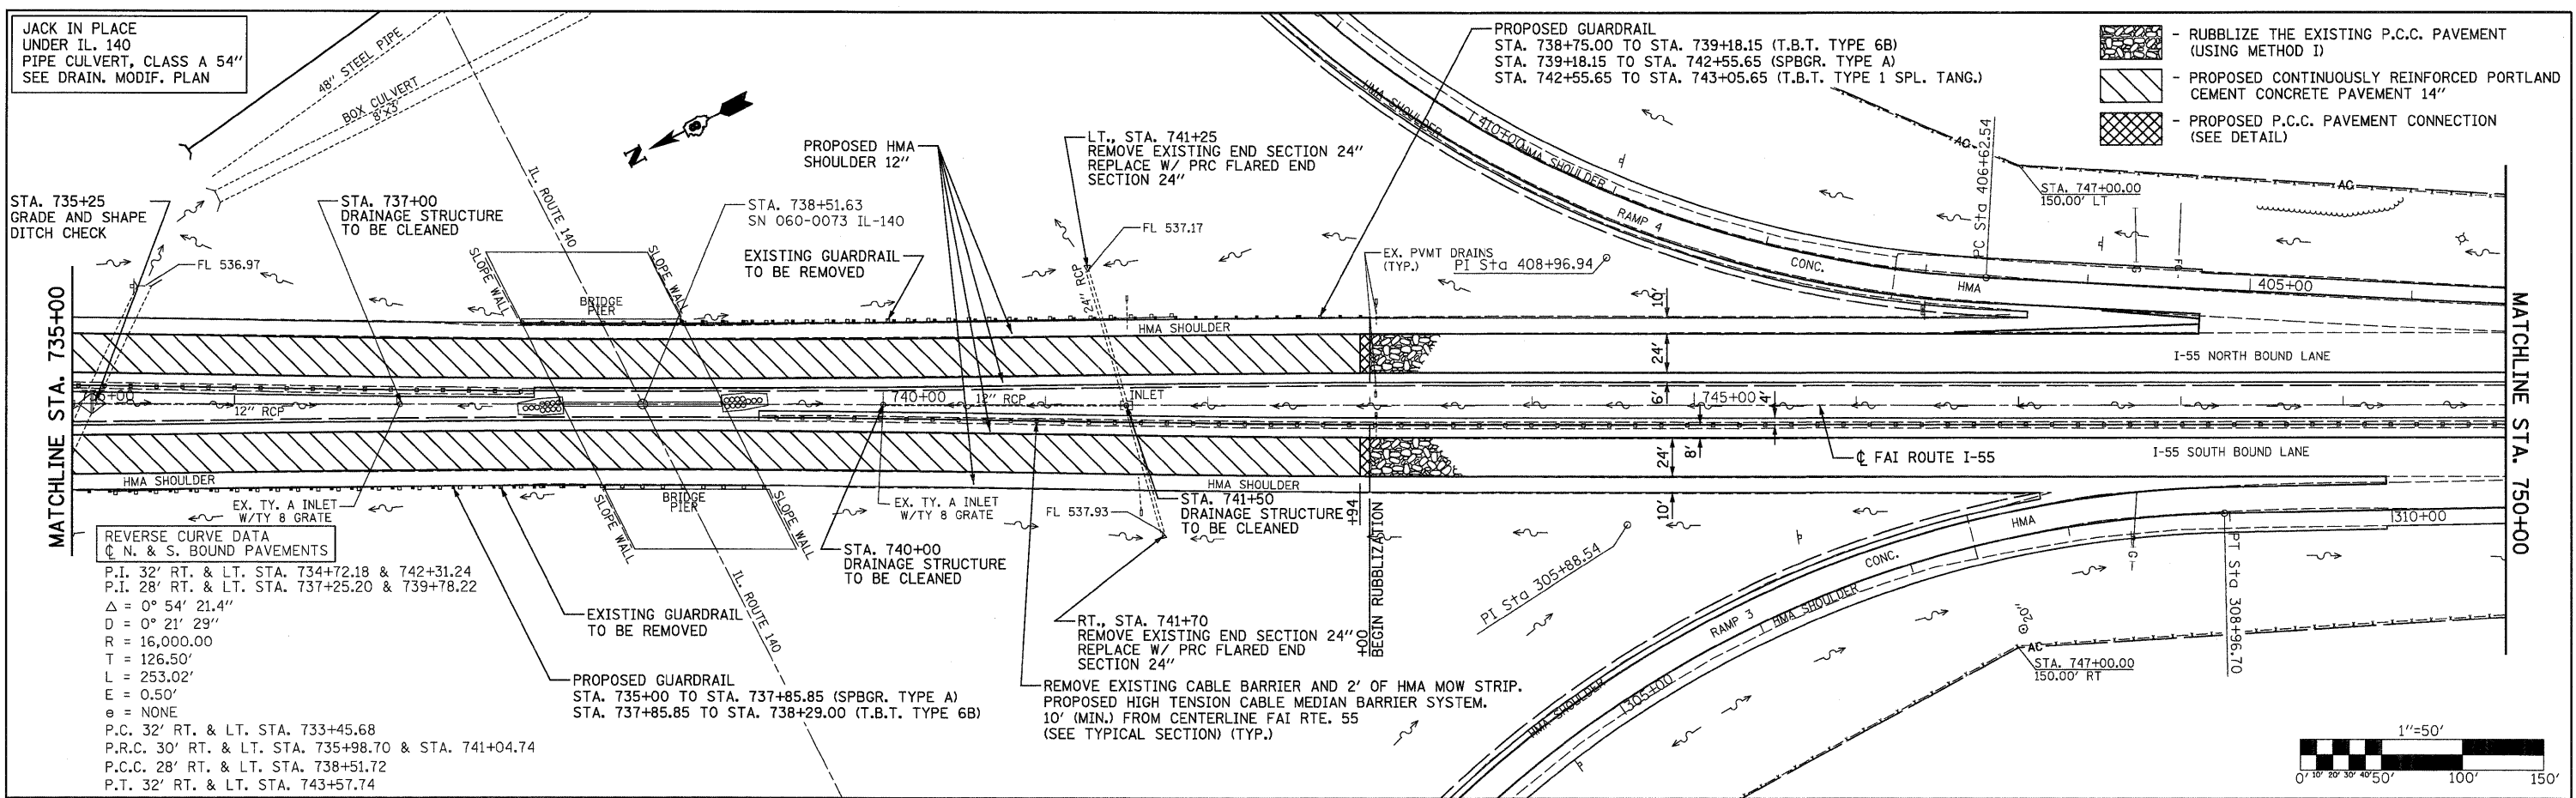 JACK IN PLACE
UNDER IL. 140
PIPE CULVERT, CLASS A 54"
SEE DRAIN. MODIF. PLAN
48" STEEL PIPE
BOX CULVERT
8'X3'
N
IL. ROUTE 140
PROPOSED HMA
SHOULDER 12"
LT., STA. 741+25
REMOVE EXISTING END SECTION 24"
REPLACE W/ PRC FLARED END
SECTION 24"
PROPOSED GUARDRAIL
STA. 738+75.00 TO STA. 739+18.15 (T.B.T. TYPE 6B)
STA. 739+18.15 TO STA. 742+55.65 (SPBGR. TYPE A)
STA. 742+55.65 TO STA. 743+05.65 (T.B.T. TYPE 1 SPL. TANG.)
- RUBBLIZE THE EXISTING P.C.C. PAVEMENT
(USING METHOD I)
- PROPOSED CONTINUOUSLY REINFORCED PORTLAND
CEMENT CONCRETE PAVEMENT 14"
- PROPOSED P.C.C. PAVEMENT CONNECTION
(SEE DETAIL)
HMA SHOULDER
410+00
HMA SHOULDER
RAMP 4
CONC.
HMA
AC
AC
PC Sta 406+62.54
STA. 747+00.00
150.00' LT
405+00
STA. 735+25
GRADE AND SHAPE
DITCH CHECK
FL 536.97
STA. 737+00
DRAINAGE STRUCTURE
TO BE CLEANED
STA. 738+51.63
SN 060-0073 IL-140
EXISTING GUARDRAIL
TO BE REMOVED
FL 537.17
24" RCP
EX. PVMT DRAINS
(TYP.)
PI Sta 408+96.94
SLOPE WALL
SLOPE WALL
BRIDGE
PIER
HMA SHOULDER
10'
24'
6'
4'
I-55 NORTH BOUND LANE
MATCHLINE STA. 735+00
MATCHLINE STA. 750+00
12" RCP
740+00
12" RCP
INLET
745+00
℄ FAI ROUTE I-55
24'
8'
10'
I-55 SOUTH BOUND LANE
HMA SHOULDER
HMA SHOULDER
EX. TY. A INLET
W/TY 8 GRATE
BRIDGE
PIER
SLOPE WALL
SLOPE WALL
EX. TY. A INLET
W/TY 8 GRATE
FL 537.93
STA. 741+50
DRAINAGE STRUCTURE
TO BE CLEANED
+94
+00
BEGIN RUBBLIZATION
STA. 740+00
DRAINAGE STRUCTURE
TO BE CLEANED
IL. ROUTE 140
EXISTING GUARDRAIL
TO BE REMOVED
PROPOSED GUARDRAIL
STA. 735+00 TO STA. 737+85.85 (SPBGR. TYPE A)
STA. 737+85.85 TO STA. 738+29.00 (T.B.T. TYPE 6B)
RT., STA. 741+70
REMOVE EXISTING END SECTION 24"
REPLACE W/ PRC FLARED END
SECTION 24"
REMOVE EXISTING CABLE BARRIER AND 2' OF HMA MOW STRIP.
PROPOSED HIGH TENSION CABLE MEDIAN BARRIER SYSTEM.
10' (MIN.) FROM CENTERLINE FAI RTE. 55
(SEE TYPICAL SECTION) (TYP.)
REVERSE CURVE DATA
℄ N. & S. BOUND PAVEMENTS
P.I. 32' RT. & LT. STA. 734+72.18 & 742+31.24
P.I. 28' RT. & LT. STA. 737+25.20 & 739+78.22
△ = 0° 54' 21.4"
D = 0° 21' 29"
R = 16,000.00
T = 126.50'
L = 253.02'
E = 0.50'
e = NONE
P.C. 32' RT. & LT. STA. 733+45.68
P.R.C. 30' RT. & LT. STA. 735+98.70 & STA. 741+04.74
P.C.C. 28' RT. & LT. STA. 738+51.72
P.T. 32' RT. & LT. STA. 743+57.74
PI Sta 305+88.54
HMA
CONC.
HMA SHOULDER
RAMP 3
305+00
HMA SHOULDER
310+00
PT Sta 308+96.70
20"
AC
STA. 747+00.00
150.00' RT
1"=50'
0' 10' 20' 30' 40' 50' 100' 150'